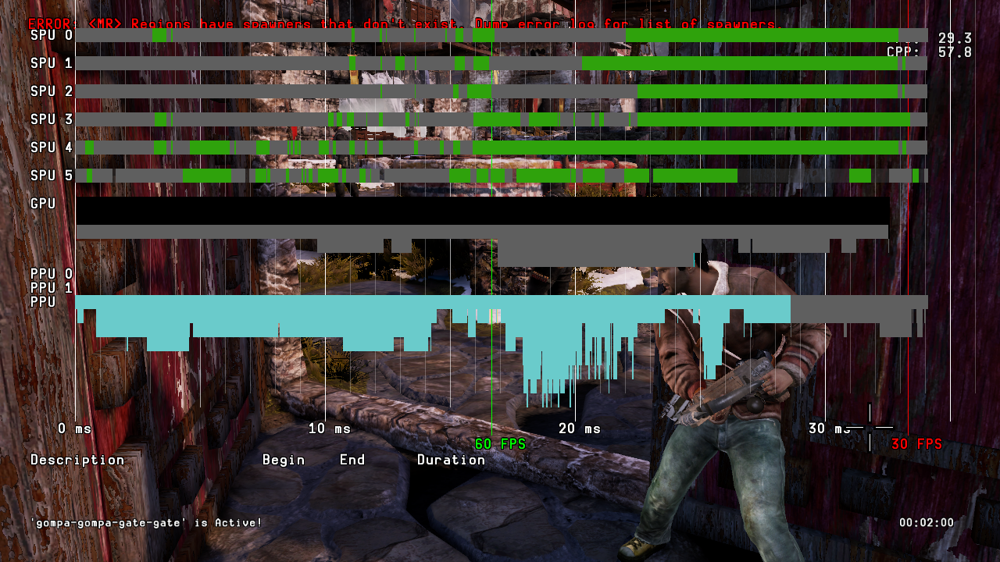 ERROR: <MR> Regions have spawners that don't exist. Dump error log for list of spawners.
SPU 0
29.3
CPP: 57.8
SPU 1
SPU 2
SPU 3
SPU 4
SPU 5
GPU
PPU 0
PPU 1
PPU
0 ms 10 ms 20 ms 30 ms
60 FPS 30 FPS
Description Begin End Duration
'gompa-gompa-gate-gate' is Active!
00:02:00